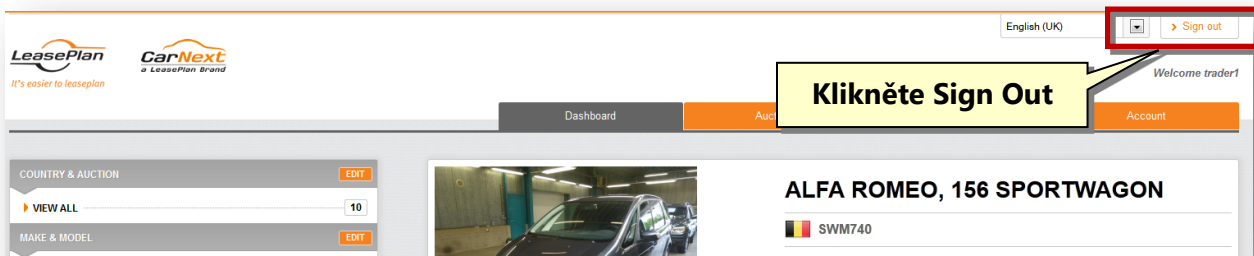 English (UK)
Sign out
LeasePlan
It's easier to leaseplan
CarNext
a LeasePlan Brand
Welcome trader1
Klikněte Sign Out
Dashboard
Account
COUNTRY & AUCTION
EDIT
VIEW ALL
10
MAKE & MODEL
EDIT
ALFA ROMEO, 156 SPORTWAGON
SWM740